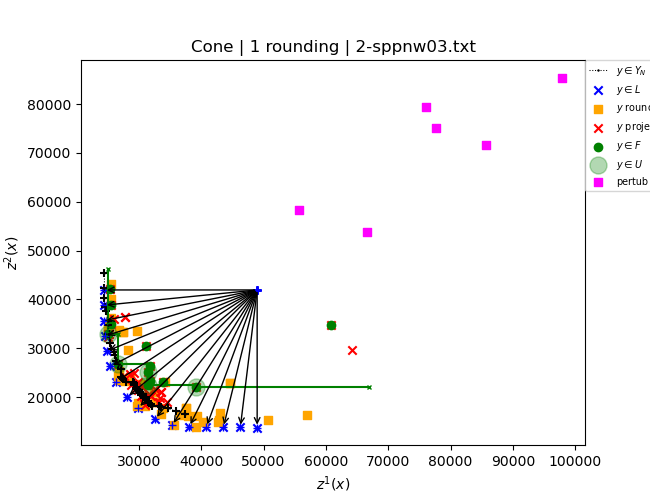 Cone | 1 rounding | 2-sppnw03.txt
z²(x)
80000
70000
60000
50000
40000
30000
20000
30000 40000 50000 60000 70000 80000 90000 100000
z¹(x)
y ∈ Y_N
y ∈ L
y roun
y proje
y ∈ F
y ∈ U
pertub